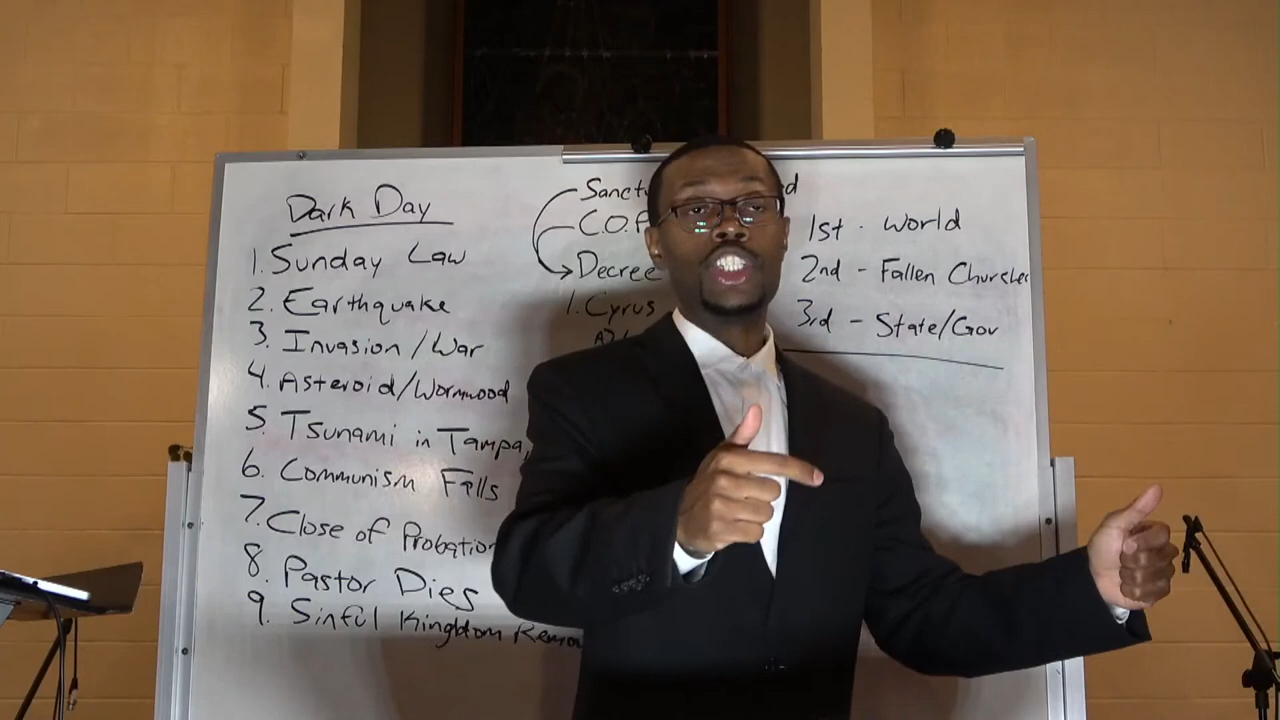 Dark Day
1. Sunday Law
2. Earthquake
3. Invasion/War
4. Asteroid/Wormwood
5. Tsunami in Tampa,
6. Communism Falls
7. Close of Probation
8. Pastor Dies
9. Sinful Kingdom
C.O.P
Decree
1. Cyrus
1st - World
2nd - Fallen Churches
3rd - State/Gov